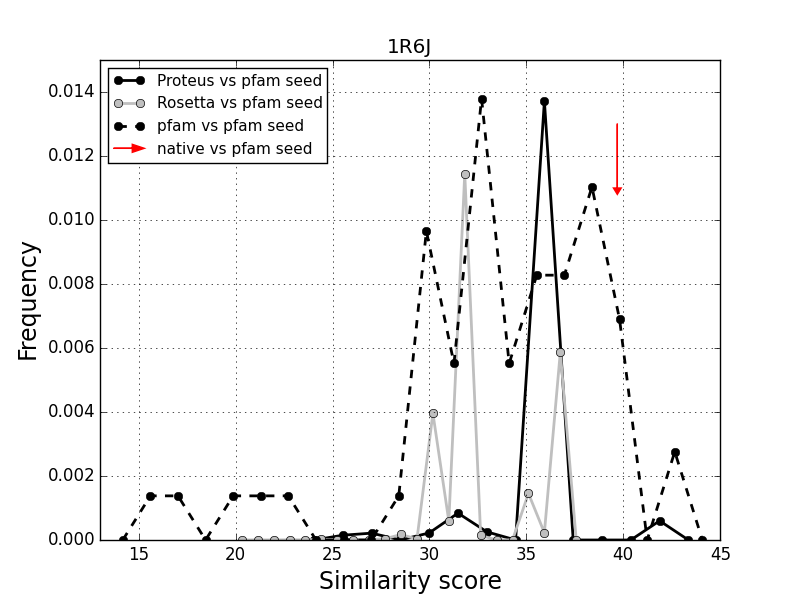 1R6J
Proteus vs pfam seed
Rosetta vs pfam seed
pfam vs pfam seed
native vs pfam seed
Frequency
0.014
0.012
0.010
0.008
0.006
0.004
0.002
0.000
15 20 25 30 35 40 45
Similarity score